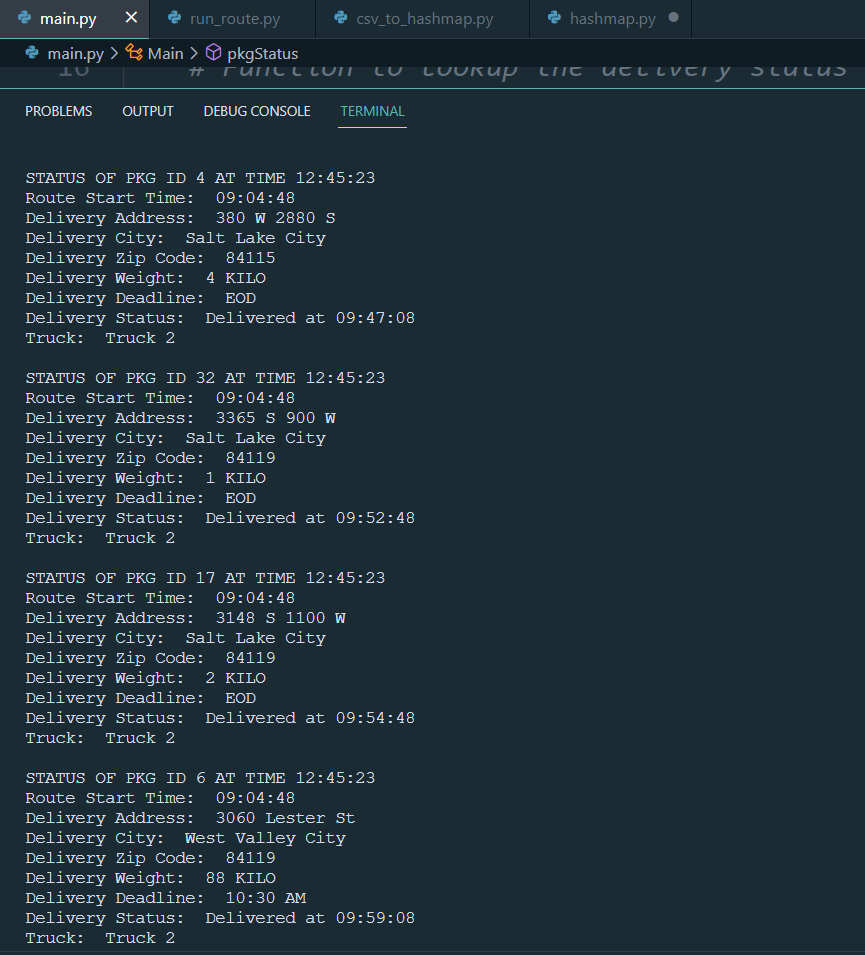 main.py
run_route.py
csv_to_hashmap.py
hashmap.py
main.py > Main > pkgStatus
16 # Function to lookup the delivery status
PROBLEMS OUTPUT DEBUG CONSOLE TERMINAL
STATUS OF PKG ID 4 AT TIME 12:45:23
Route Start Time:  09:04:48
Delivery Address:  380 W 2880 S
Delivery City:  Salt Lake City
Delivery Zip Code:  84115
Delivery Weight:  4 KILO
Delivery Deadline:  EOD
Delivery Status:  Delivered at 09:47:08
Truck:  Truck 2
STATUS OF PKG ID 32 AT TIME 12:45:23
Route Start Time:  09:04:48
Delivery Address:  3365 S 900 W
Delivery City:  Salt Lake City
Delivery Zip Code:  84119
Delivery Weight:  1 KILO
Delivery Deadline:  EOD
Delivery Status:  Delivered at 09:52:48
Truck:  Truck 2
STATUS OF PKG ID 17 AT TIME 12:45:23
Route Start Time:  09:04:48
Delivery Address:  3148 S 1100 W
Delivery City:  Salt Lake City
Delivery Zip Code:  84119
Delivery Weight:  2 KILO
Delivery Deadline:  EOD
Delivery Status:  Delivered at 09:54:48
Truck:  Truck 2
STATUS OF PKG ID 6 AT TIME 12:45:23
Route Start Time:  09:04:48
Delivery Address:  3060 Lester St
Delivery City:  West Valley City
Delivery Zip Code:  84119
Delivery Weight:  88 KILO
Delivery Deadline:  10:30 AM
Delivery Status:  Delivered at 09:59:08
Truck:  Truck 2